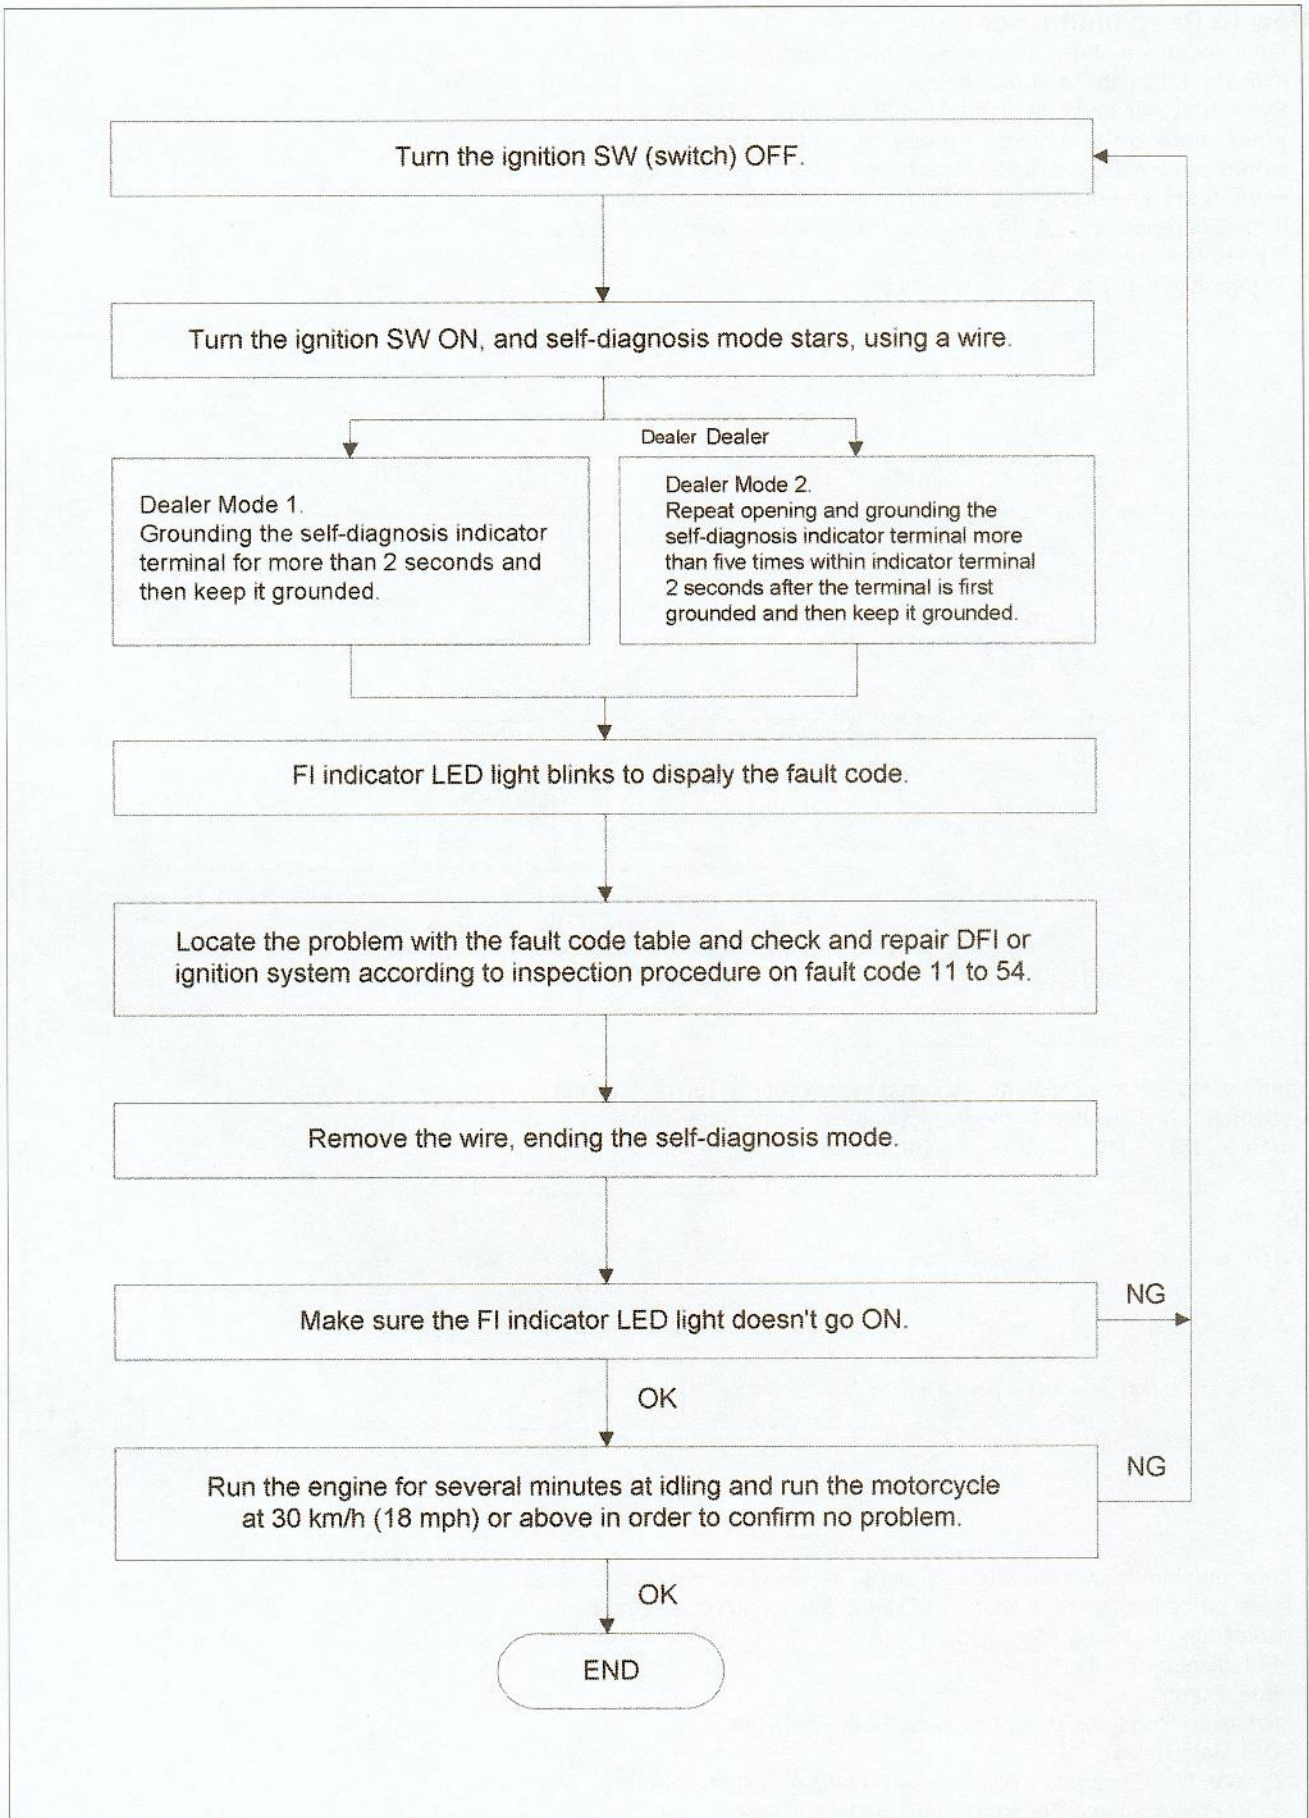 Turn the ignition SW (switch) OFF.
Turn the ignition SW ON, and self-diagnosis mode stars, using a wire.
Dealer Dealer
Dealer Mode 1.
Grounding the self-diagnosis indicator
terminal for more than 2 seconds and
then keep it grounded.
Dealer Mode 2.
Repeat opening and grounding the
self-diagnosis indicator terminal more
than five times within indicator terminal
2 seconds after the terminal is first
grounded and then keep it grounded.
FI indicator LED light blinks to dispaly the fault code.
Locate the problem with the fault code table and check and repair DFI or
ignition system according to inspection procedure on fault code 11 to 54.
Remove the wire, ending the self-diagnosis mode.
Make sure the FI indicator LED light doesn't go ON.
NG
OK
Run the engine for several minutes at idling and run the motorcycle
at 30 km/h (18 mph) or above in order to confirm no problem.
NG
OK
END